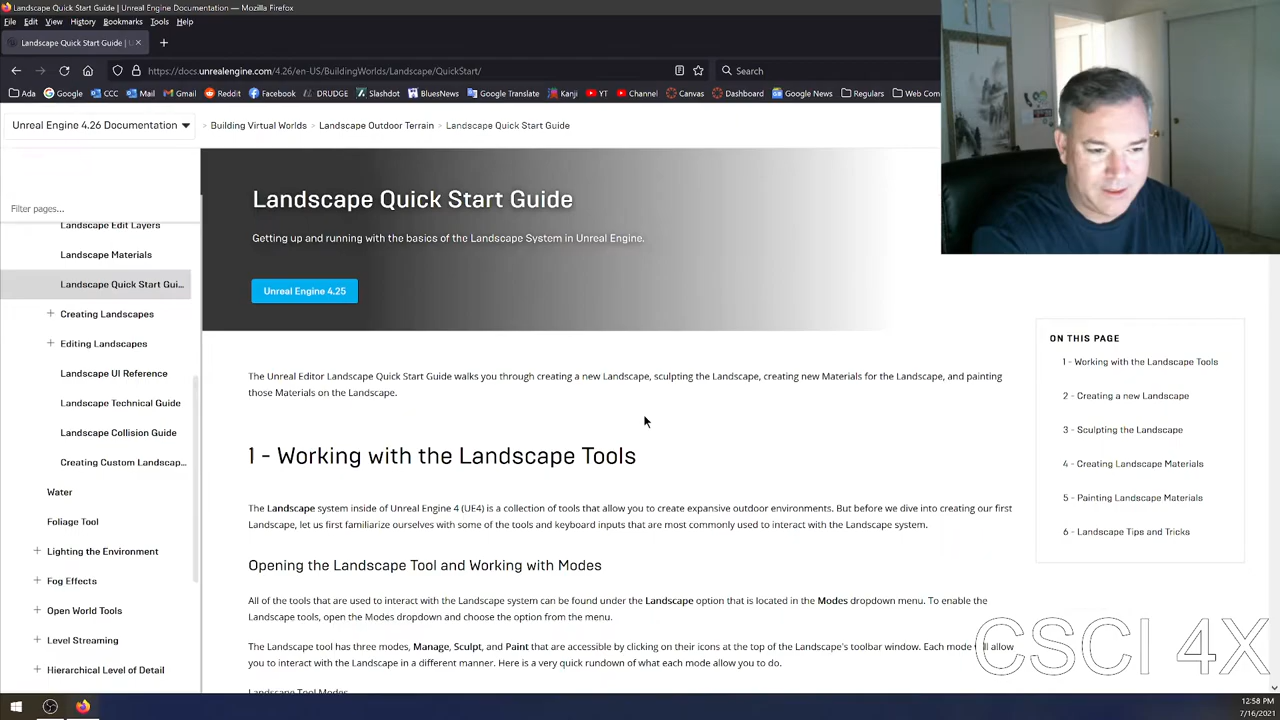 Landscape Quick Start Guide | Unreal Engine Documentation — Mozilla Firefox
File Edit View History Bookmarks Tools Help
Landscape Quick Start Guide | U
https://docs.unrealengine.com/4.26/en-US/BuildingWorlds/Landscape/QuickStart/
Search
Ada Google CCC Mail Gmail Reddit Facebook DRUDGE Slashdot BluesNews Google Translate Kanji YT Channel Canvas Dashboard Google News Regulars Web Com
Unreal Engine 4.26 Documentation > Building Virtual Worlds > Landscape Outdoor Terrain > Landscape Quick Start Guide
Filter pages...
Landscape Edit Layers
Landscape Materials
Landscape Quick Start Gui...
Creating Landscapes
Editing Landscapes
Landscape UI Reference
Landscape Technical Guide
Landscape Collision Guide
Creating Custom Landscap...
Water
Foliage Tool
Lighting the Environment
Fog Effects
Open World Tools
Level Streaming
Hierarchical Level of Detail
Landscape Quick Start Guide
Getting up and running with the basics of the Landscape System in Unreal Engine.
Unreal Engine 4.25
The Unreal Editor Landscape Quick Start Guide walks you through creating a new Landscape, sculpting the Landscape, creating new Materials for the Landscape, and painting
those Materials on the Landscape.
1 - Working with the Landscape Tools
The Landscape system inside of Unreal Engine 4 (UE4) is a collection of tools that allow you to create expansive outdoor environments. But before we dive into creating our first
Landscape, let us first familiarize ourselves with some of the tools and keyboard inputs that are most commonly used to interact with the Landscape system.
Opening the Landscape Tool and Working with Modes
All of the tools that are used to interact with the Landscape system can be found under the Landscape option that is located in the Modes dropdown menu. To enable the
Landscape tools, open the Modes dropdown and choose the option from the menu.
The Landscape tool has three modes, Manage, Sculpt, and Paint that are accessible by clicking on their icons at the top of the Landscape's toolbar window. Each mode will allow
you to interact with the Landscape in a different manner. Here is a very quick rundown of what each mode allow you to do.
Landscape Tool Modes
ON THIS PAGE
1 - Working with the Landscape Tools
2 - Creating a new Landscape
3 - Sculpting the Landscape
4 - Creating Landscape Materials
5 - Painting Landscape Materials
6 - Landscape Tips and Tricks
CSCI 4X
12:58 PM
7/16/2021